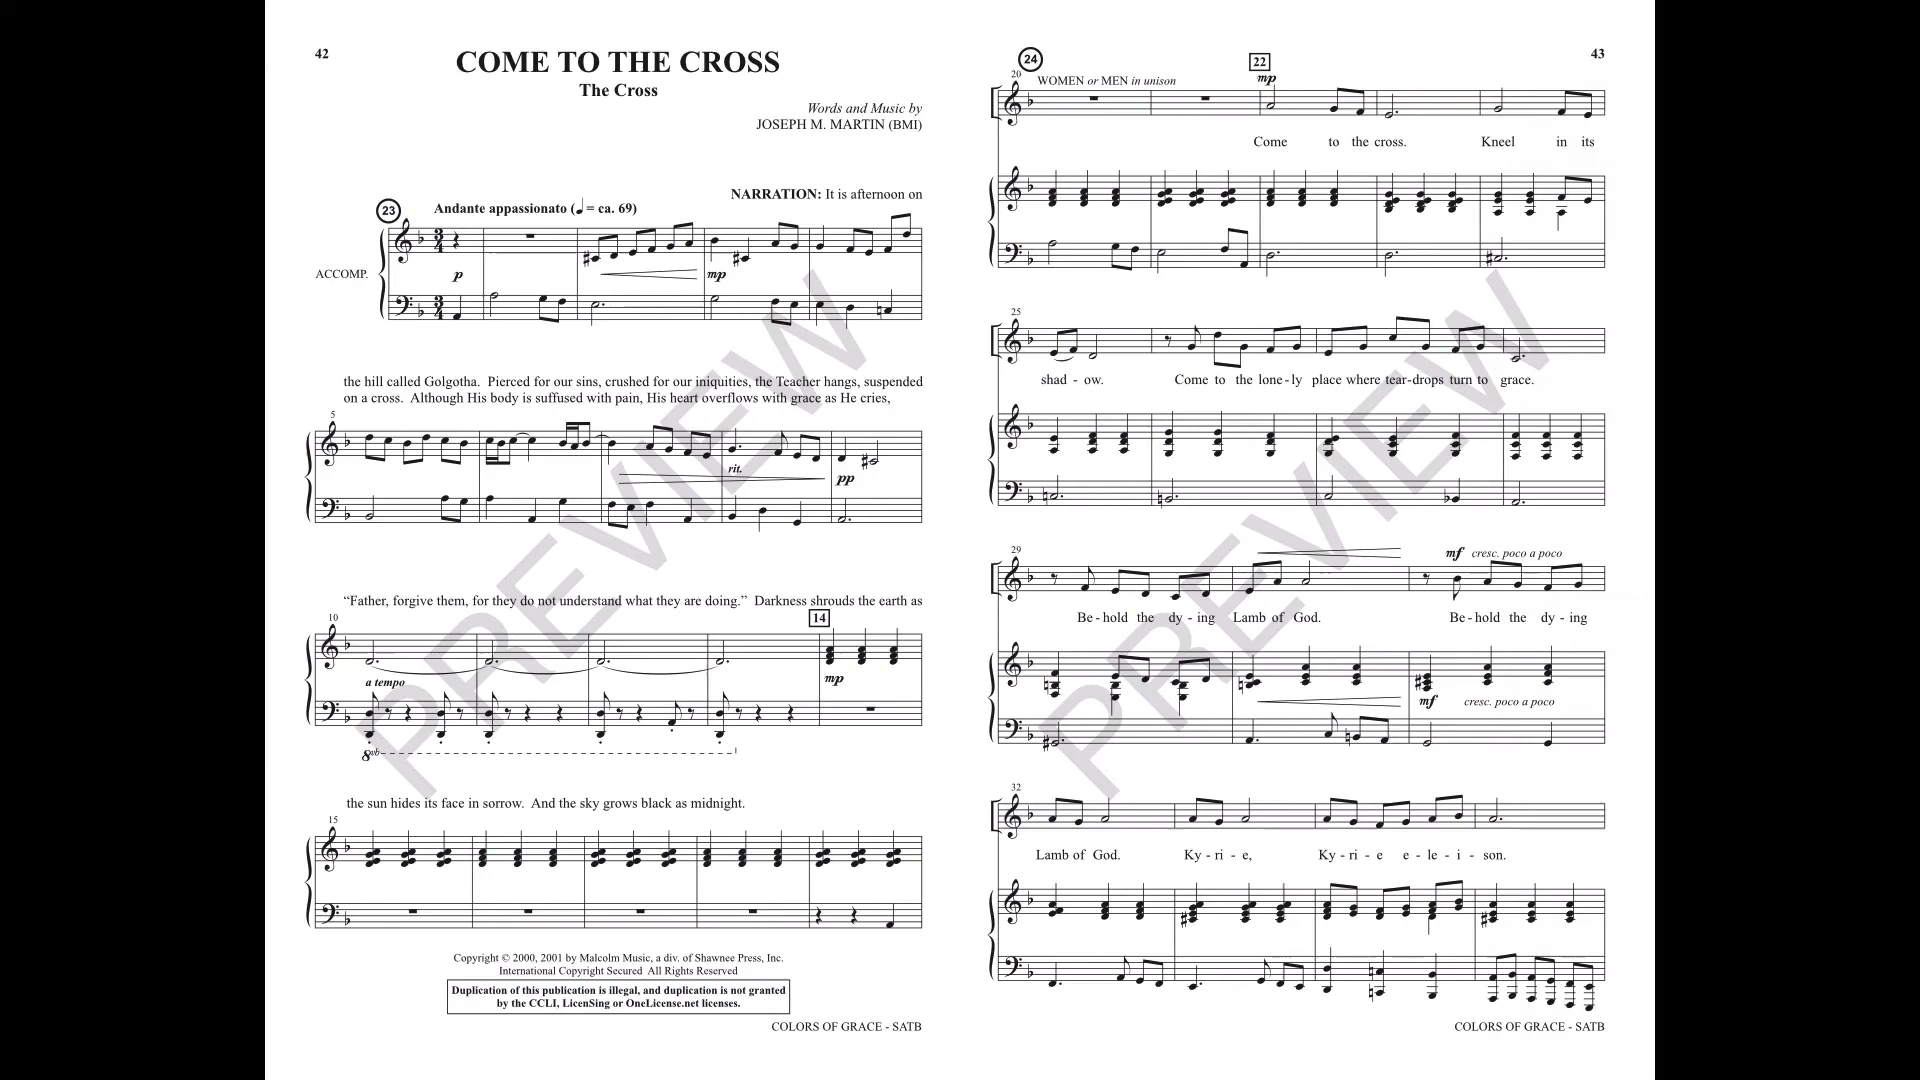 42
COME TO THE CROSS
The Cross
Words and Music by
JOSEPH M. MARTIN (BMI)
NARRATION: It is afternoon on
23
Andante appassionato (♩ = ca. 69)
3
4
ACCOMP.
p
mp
3
4
the hill called Golgotha. Pierced for our sins, crushed for our iniquities, the Teacher hangs, suspended
on a cross. Although His body is suffused with pain, His heart overflows with grace as He cries,
5
rit.
pp
“Father, forgive them, for they do not understand what they are doing.” Darkness shrouds the earth as
10
14
a tempo
mp
8vb
the sun hides its face in sorrow. And the sky grows black as midnight.
15
Copyright © 2000, 2001 by Malcolm Music, a div. of Shawnee Press, Inc.
International Copyright Secured All Rights Reserved
Duplication of this publication is illegal, and duplication is not granted
by the CCLI, LicenSing or OneLicense.net licenses.
COLORS OF GRACE - SATB
PREVIEW
24
22
43
20
WOMEN or MEN in unison
mp
Come to the cross. Kneel in its
25
shad - ow. Come to the lone - ly place where tear - drops turn to grace.
29
mf cresc. poco a poco
Be - hold the dy - ing Lamb of God. Be - hold the dy - ing
mf cresc. poco a poco
32
Lamb of God. Ky - ri - e, Ky - ri - e e - le - i - son.
COLORS OF GRACE - SATB
PREVIEW